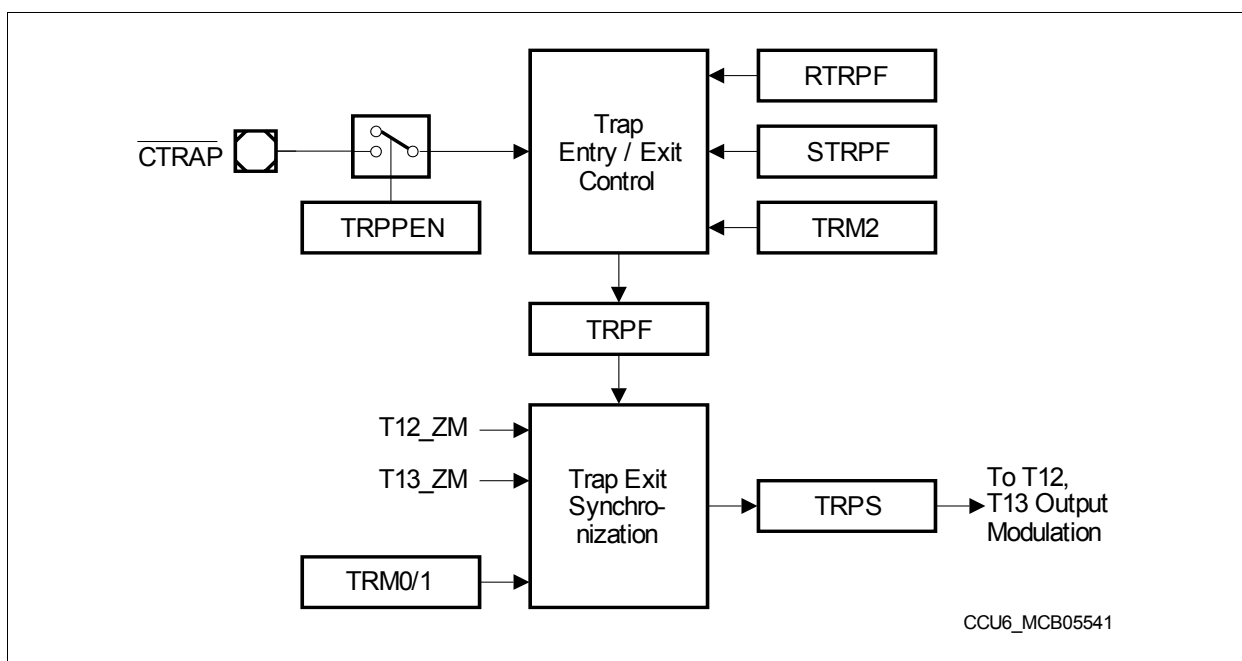 CTRAP
TRPPEN
Trap
Entry / Exit
Control
RTRPF
STRPF
TRM2
TRPF
T12_ZM
T13_ZM
TRM0/1
Trap Exit
Synchro-
nization
TRPS
To T12,
T13 Output
Modulation
CCU6_MCB05541